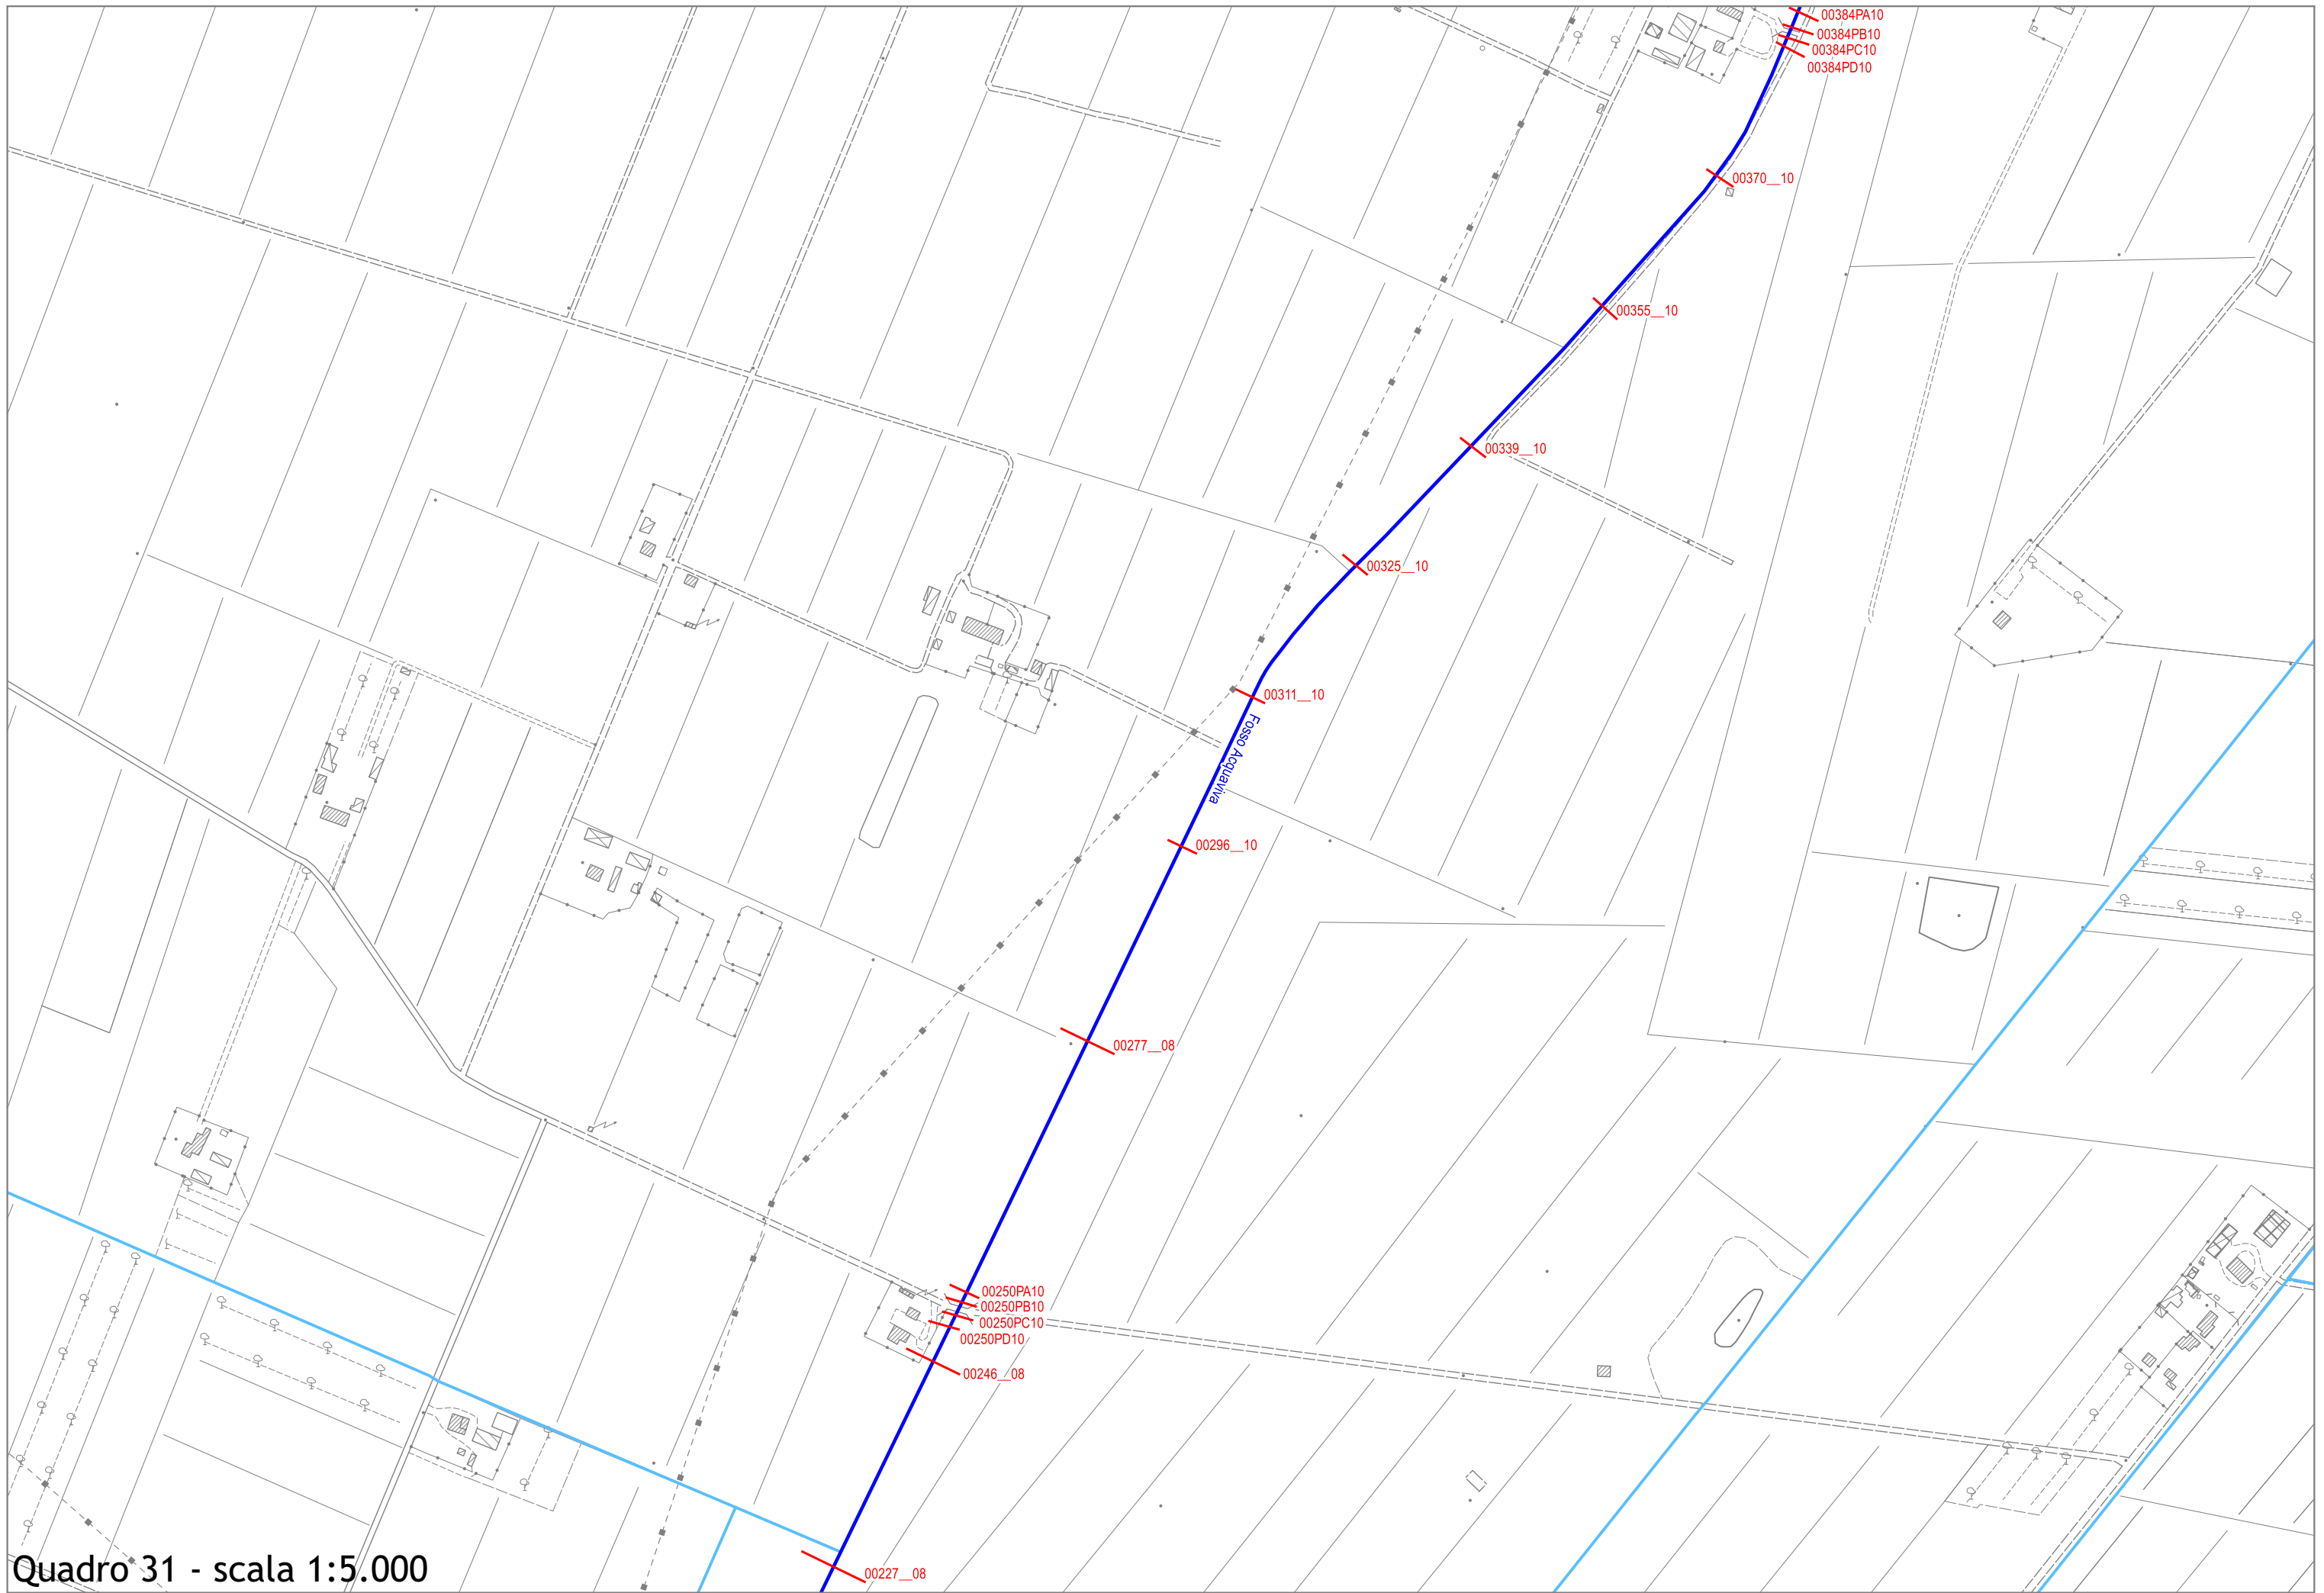 00384PA10
00384PB10
00384PC10
00384PD10
00370__10
00355__10
00339__10
00325__10
00311__10
Fosso Acquaviva
00296__10
00277__08
00250PA10
00250PB10
00250PC10
00250PD10
00246__08
00227__08
Quadro 31 - scala 1:5.000